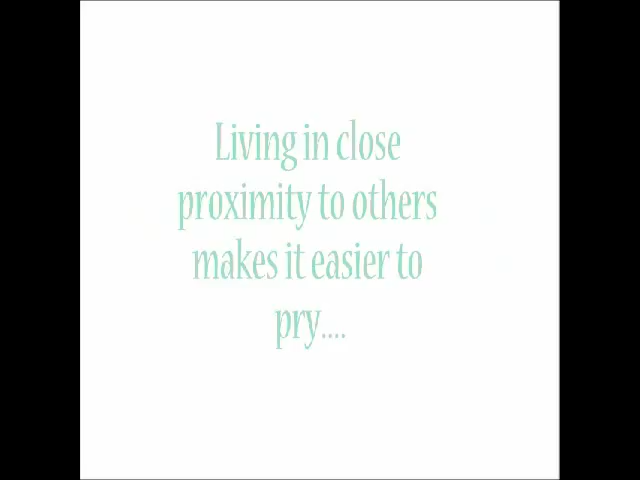 Living in close
proximity to others
makes it easier to
pry....